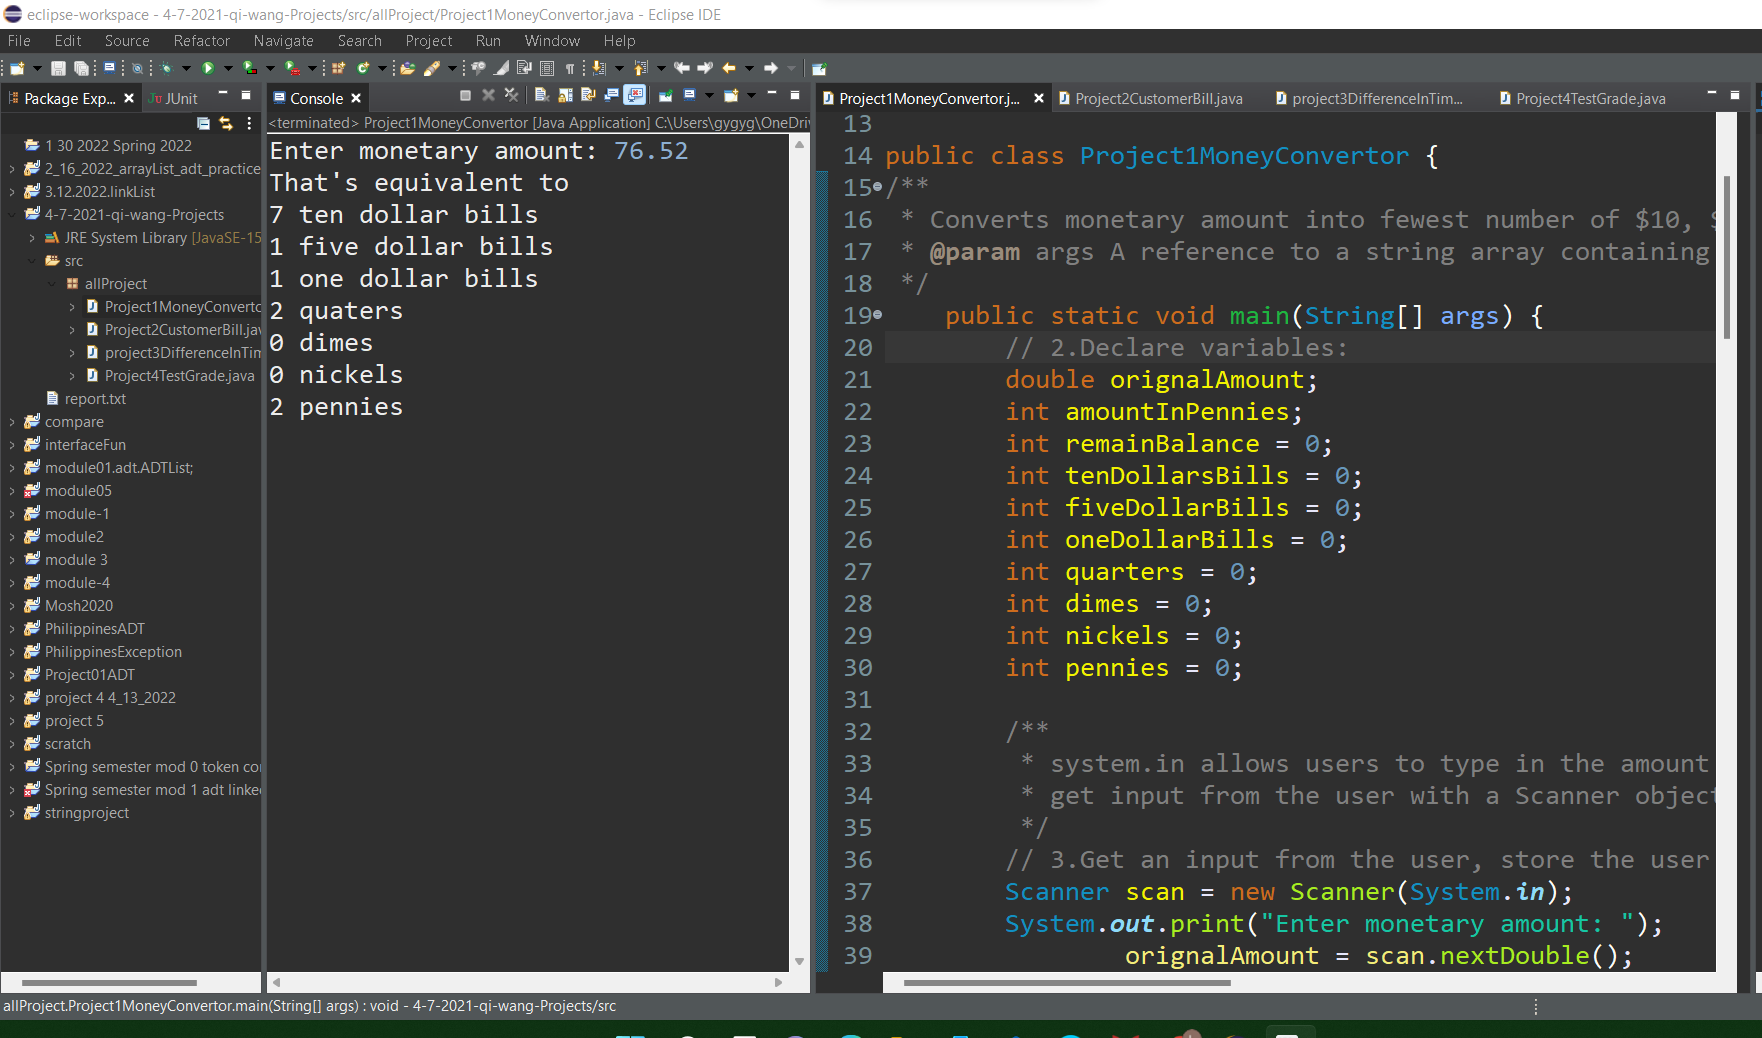 eclipse-workspace - 4-7-2021-qi-wang-Projects/src/allProject/Project1MoneyConvertor.java - Eclipse IDE
File Edit Source Refactor Navigate Search Project Run Window Help
Package Exp...
JUnit
1 30 2022 Spring 2022
2_16_2022_arrayList_adt_practice
3.12.2022.linkList
4-7-2021-qi-wang-Projects
JRE System Library [JavaSE-15
src
allProject
Project1MoneyConvertc
Project2CustomerBill.jav
project3DifferenceInTim
Project4TestGrade.java
report.txt
compare
interfaceFun
module01.adt.ADTList;
module05
module-1
module2
module 3
module-4
Mosh2020
PhilippinesADT
PhilippinesException
Project01ADT
project 4 4_13_2022
project 5
scratch
Spring semester mod 0 token co
Spring semester mod 1 adt linke
stringproject
Console
<terminated> Project1MoneyConvertor [Java Application] C:\Users\gygyg\OneDri
Enter monetary amount: 76.52
That's equivalent to
7 ten dollar bills
1 five dollar bills
1 one dollar bills
2 quaters
0 dimes
0 nickels
2 pennies
Project1MoneyConvertor.j... Project2CustomerBill.java project3DifferenceInTim... Project4TestGrade.java
13
14 public class Project1MoneyConvertor {
15 /**
16 * Converts monetary amount into fewest number of $10, $
17 * @param args A reference to a string array containing
18 */
19 public static void main(String[] args) {
20 // 2.Declare variables:
21 double orignalAmount;
22 int amountInPennies;
23 int remainBalance = 0;
24 int tenDollarsBills = 0;
25 int fiveDollarBills = 0;
26 int oneDollarBills = 0;
27 int quarters = 0;
28 int dimes = 0;
29 int nickels = 0;
30 int pennies = 0;
31
32 /**
33 * system.in allows users to type in the amount
34 * get input from the user with a Scanner object
35 */
36 // 3.Get an input from the user, store the user
37 Scanner scan = new Scanner(System.in);
38 System.out.print("Enter monetary amount: ");
39 orignalAmount = scan.nextDouble();
allProject.Project1MoneyConvertor.main(String[] args) : void - 4-7-2021-qi-wang-Projects/src